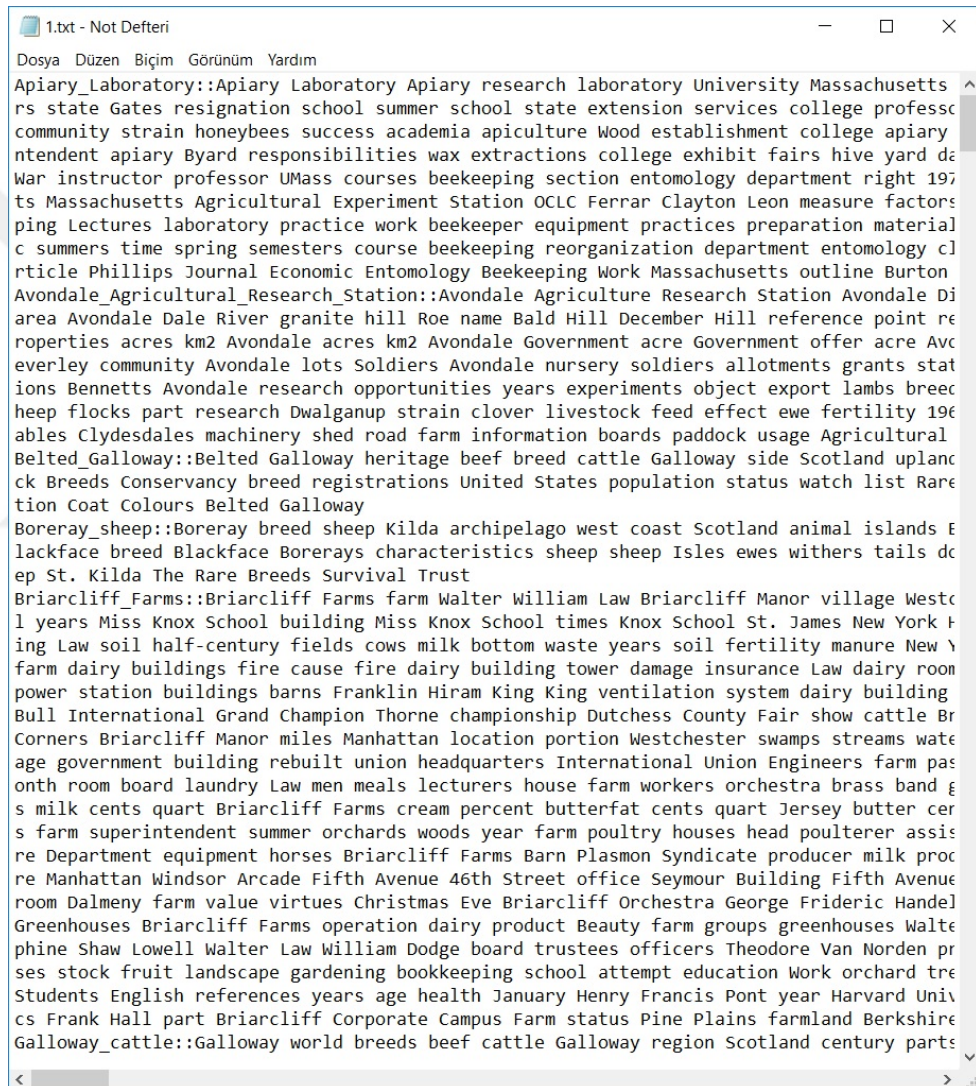 1.txt - Not Defteri
Dosya Düzen Biçim Görünüm Yardım
Apiary_Laboratory::Apiary Laboratory Apiary research laboratory University Massachusetts
rs state Gates resignation school summer school state extension services college professo
community strain honeybees success academia apiculture Wood establishment college apiary
ntendent apiary Byard responsibilities wax extractions college exhibit fairs hive yard da
War instructor professor UMass courses beekeeping section entomology department right 197
ts Massachusetts Agricultural Experiment Station OCLC Ferrar Clayton Leon measure factors
ping Lectures laboratory practice work beekeeper equipment practices preparation material
c summers time spring semesters course beekeeping reorganization department entomology cl
rticle Phillips Journal Economic Entomology Beekeeping Work Massachusetts outline Burton
Avondale_Agricultural_Research_Station::Avondale Agriculture Research Station Avondale Di
area Avondale Dale River granite hill Roe name Bald Hill December Hill reference point re
roperties acres km2 Avondale acres km2 Avondale Government acre Government offer acre Avo
everley community Avondale lots Soldiers Avondale nursery soldiers allotments grants stat
ions Bennetts Avondale research opportunities years experiments object export lambs breed
heep flocks part research Dwalganup strain clover livestock feed effect ewe fertility 196
ables Clydesdales machinery shed road farm information boards paddock usage Agricultural
Belted_Galloway::Belted Galloway heritage beef breed cattle Galloway side Scotland upland
ck Breeds Conservancy breed registrations United States population status watch list Rare
tion Coat Colours Belted Galloway
Boreray_sheep::Boreray breed sheep Kilda archipelago west coast Scotland animal islands B
lackface breed Blackface Borerays characteristics sheep sheep Isles ewes withers tails do
ep St. Kilda The Rare Breeds Survival Trust
Briarcliff_Farms::Briarcliff Farms farm Walter William Law Briarcliff Manor village Westc
l years Miss Knox School building Miss Knox School times Knox School St. James New York H
ing Law soil half-century fields cows milk bottom waste years soil fertility manure New Y
farm dairy buildings fire cause fire dairy building tower damage insurance Law dairy room
power station buildings barns Franklin Hiram King King ventilation system dairy building
Bull International Grand Champion Thorne championship Dutchess County Fair show cattle Br
Corners Briarcliff Manor miles Manhattan location portion Westchester swamps streams wate
age government building rebuilt union headquarters International Union Engineers farm pas
onth room board laundry Law men meals lecturers house farm workers orchestra brass band g
s milk cents quart Briarcliff Farms cream percent butterfat cents quart Jersey butter cen
s farm superintendent summer orchards woods year farm poultry houses head poulterer assis
re Department equipment horses Briarcliff Farms Barn Plasmon Syndicate producer milk prod
re Manhattan Windsor Arcade Fifth Avenue 46th Street office Seymour Building Fifth Avenue
room Dalmeny farm value virtues Christmas Eve Briarcliff Orchestra George Frideric Handel
Greenhouses Briarcliff Farms operation dairy product Beauty farm groups greenhouses Walte
phine Shaw Lowell Walter Law William Dodge board trustees officers Theodore Van Norden pr
ses stock fruit landscape gardening bookkeeping school attempt education Work orchard tre
Students English references years age health January Henry Francis Pont year Harvard Univ
cs Frank Hall part Briarcliff Corporate Campus Farm status Pine Plains farmland Berkshire
Galloway_cattle::Galloway world breeds beef cattle Galloway region Scotland century parts